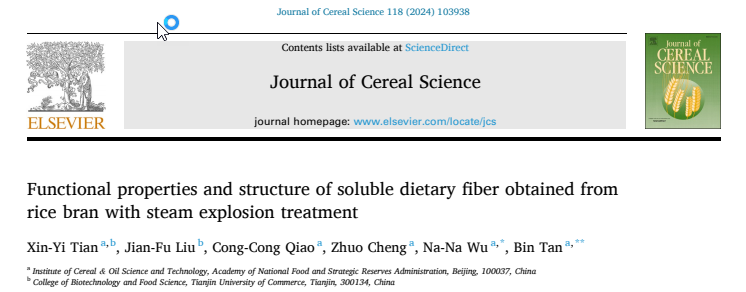 Journal of Cereal Science 118 (2024) 103938
Contents lists available at ScienceDirect
Journal of Cereal Science
journal homepage: www.elsevier.com/locate/jcs
ELSEVIER
Journal of
CEREAL
SCIENCE
Functional properties and structure of soluble dietary fiber obtained from
rice bran with steam explosion treatment
Xin-Yi Tian a,b, Jian-Fu Liu b, Cong-Cong Qiao a, Zhuo Cheng a, Na-Na Wu a,*, Bin Tan a,**
a Institute of Cereal & Oil Science and Technology, Academy of National Food and Strategic Reserves Administration, Beijing, 100037, China
b College of Biotechnology and Food Science, Tianjin University of Commerce, Tianjin, 300134, China